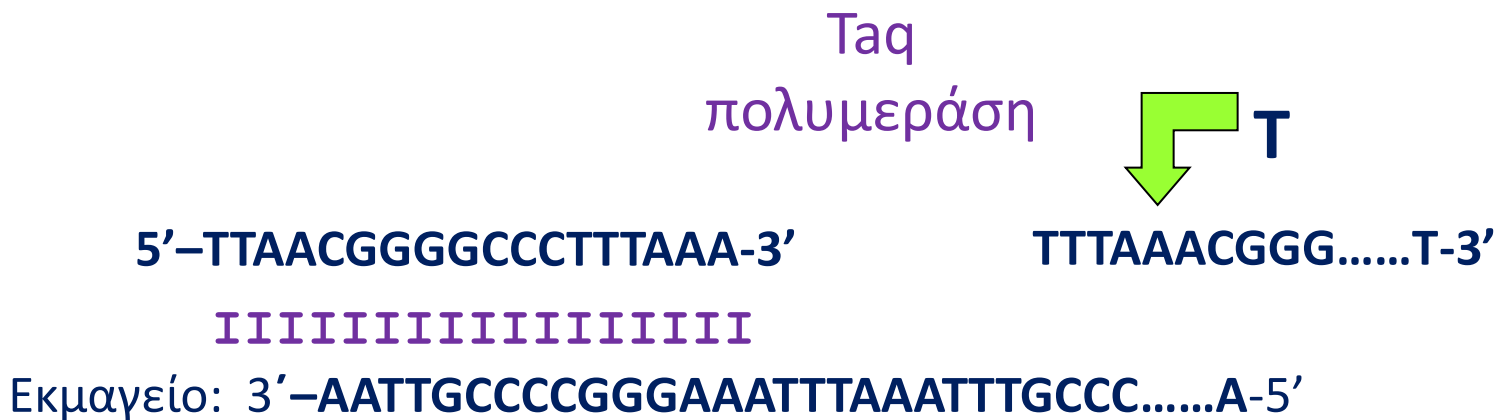 Taq
πολυμεράση
T
5’–TTAACGGGGCCCTTTAAA-3’ TTTAAACGGG......T-3’
IIIIIIIIIIIIIIIII
Εκμαγείο: 3΄–AATTGCCCCGGGAAATTTAAATTTGCCC......A-5’